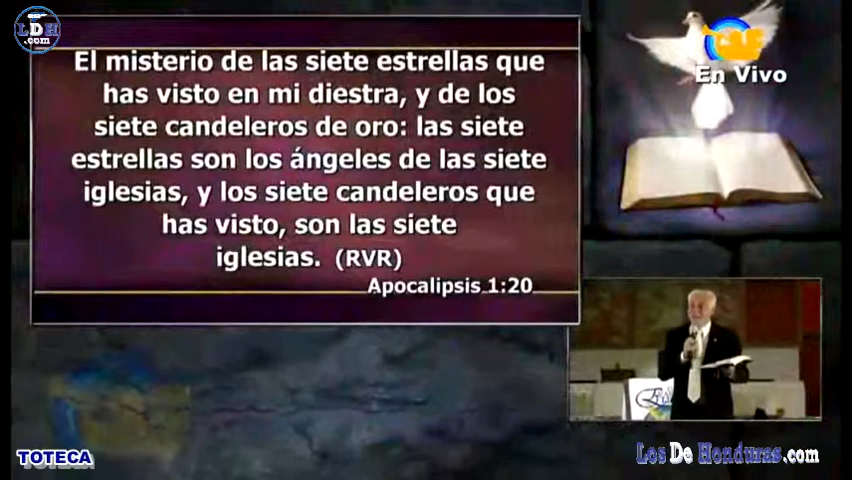 LDH
.com
El misterio de las siete estrellas que
has visto en mi diestra, y de los
siete candeleros de oro: las siete
estrellas son los ángeles de las siete
iglesias, y los siete candeleros que
has visto, son las siete
iglesias. (RVR)
Apocalipsis 1:20
En Vivo
TOTECA
Los De Honduras.com